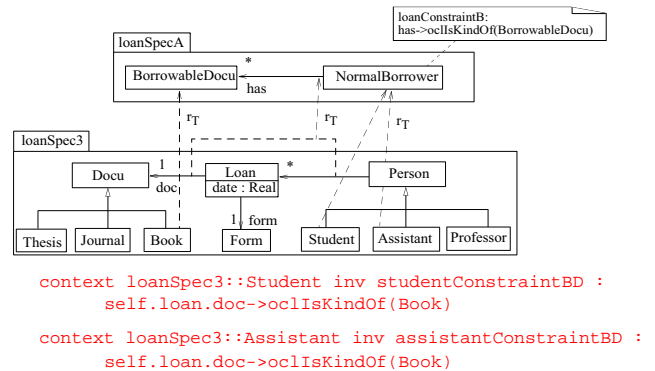 loanConstraintB:
has->oclIsKindOf(BorrowableDocu)
loanSpecA
BorrowableDocu
*
has
NormalBorrower
rT
rT
rT
loanSpec3
Docu
1
doc
Loan
date : Real
*
Person
1
form
Thesis
Journal
Book
Form
Student
Assistant
Professor
context loanSpec3::Student inv studentConstraintBD :
self.loan.doc->oclIsKindOf(Book)
context loanSpec3::Assistant inv assistantConstraintBD :
self.loan.doc->oclIsKindOf(Book)